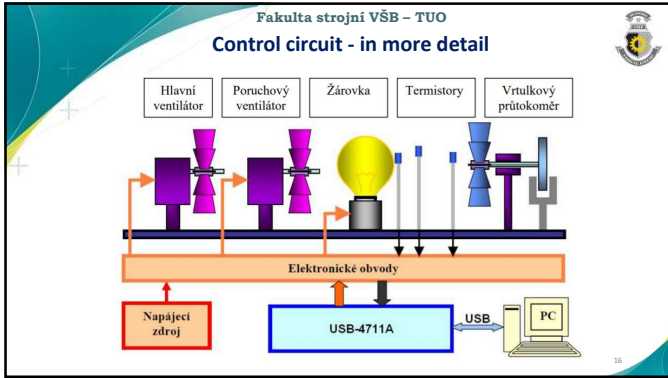 Fakulta strojní VŠB – TUO
Control circuit - in more detail
Hlavní
ventilátor
Poruchový
ventilátor
Žárovka
Termistory
Vrtulkový
průtokoměr
Elektronické obvody
Napájecí
zdroj
USB-4711A
USB
PC
16